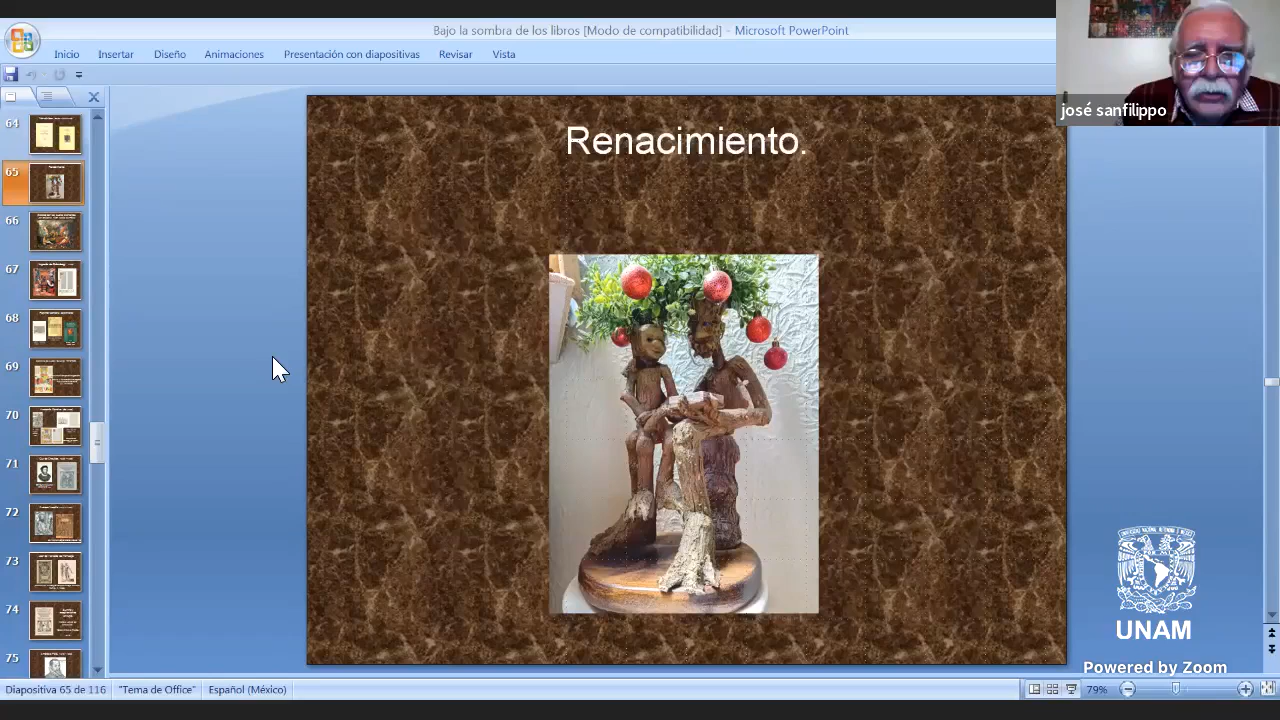 Bajo la sombra de los libros [Modo de compatibilidad] - Microsoft PowerPoint
Inicio Insertar Diseño Animaciones Presentación con diapositivas Revisar Vista
josé sanfilippo
64
65
66
67
68
69
70
71
72
73
74
75
Renacimiento.
UNAM
Powered by Zoom
Diapositiva 65 de 116 "Tema de Office" Español (México) 79%